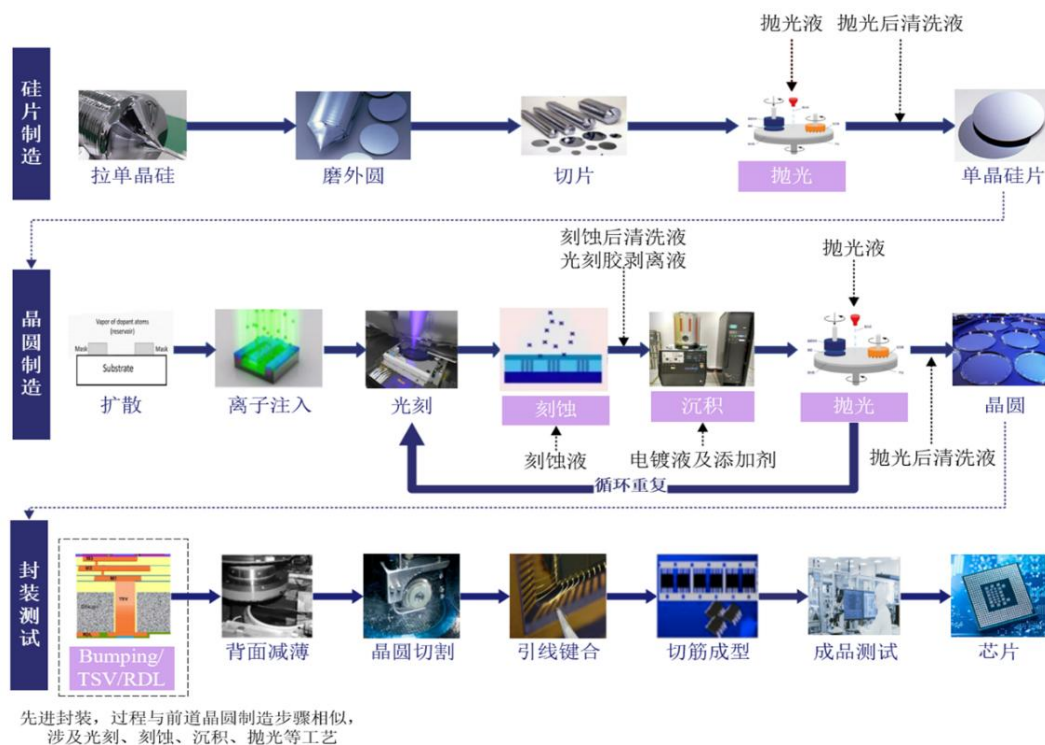 抛光液 抛光后清洗液
硅片制造
拉单晶硅 磨外圆 切片 抛光 单晶硅片
刻蚀后清洗液
光刻胶剥离液
抛光液
晶圆制造
Vapor of dopant atoms
(reservoir)
Mask Mask
Substrate
扩散 离子注入 光刻 刻蚀 沉积 抛光 晶圆
刻蚀液 电镀液及添加剂 抛光后清洗液
循环重复
封装测试
Bumping/
TSV/RDL
背面减薄 晶圆切割 引线键合 切筋成型 成品测试 芯片
先进封装，过程与前道晶圆制造步骤相似，
涉及光刻、刻蚀、沉积、抛光等工艺